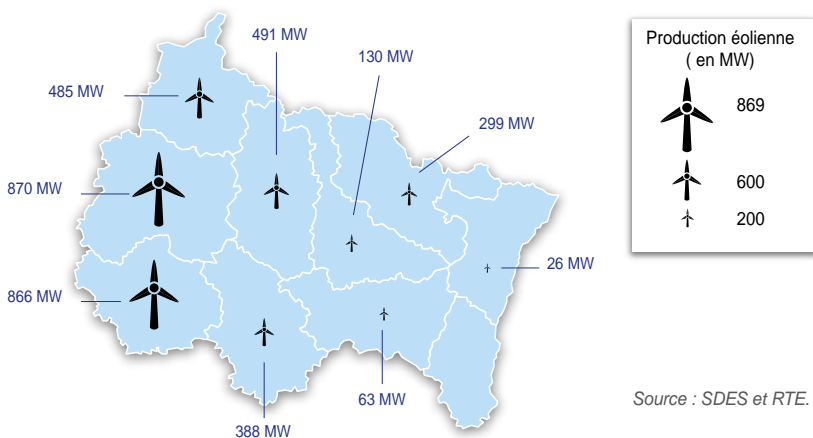 491 MW
130 MW
485 MW
299 MW
870 MW
26 MW
866 MW
63 MW
388 MW
Production éolienne
( en MW)
869
600
200
Source : SDES et RTE.